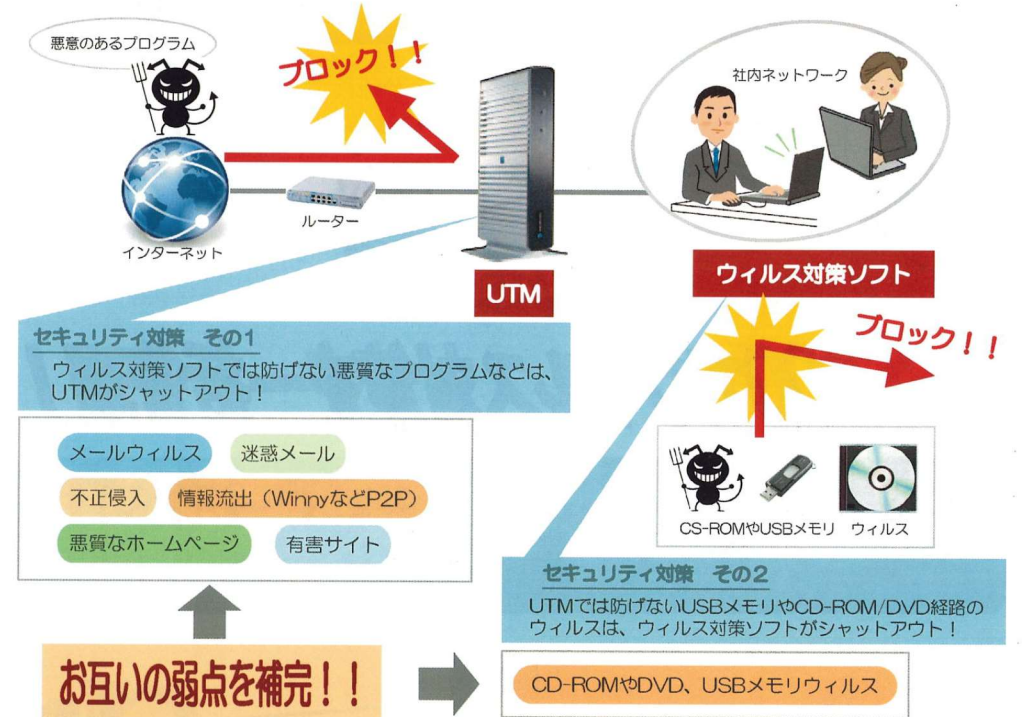 悪意のあるプログラム
ブロック！！
社内ネットワーク
ルーター
インターネット
UTM
ウィルス対策ソフト
セキュリティ対策　その1
ウィルス対策ソフトでは防げない悪質なプログラムなどは、
UTMがシャットアウト！
ブロック！！
メールウィルス
迷惑メール
不正侵入
情報流出（WinnyなどP2P）
悪質なホームページ
有害サイト
CS-ROMやUSBメモリ　ウィルス
セキュリティ対策　その2
UTMでは防げないUSBメモリやCD-ROM/DVD経路の
ウィルスは、ウィルス対策ソフトがシャットアウト！
お互いの弱点を補完！！
CD-ROMやDVD、USBメモリウィルス